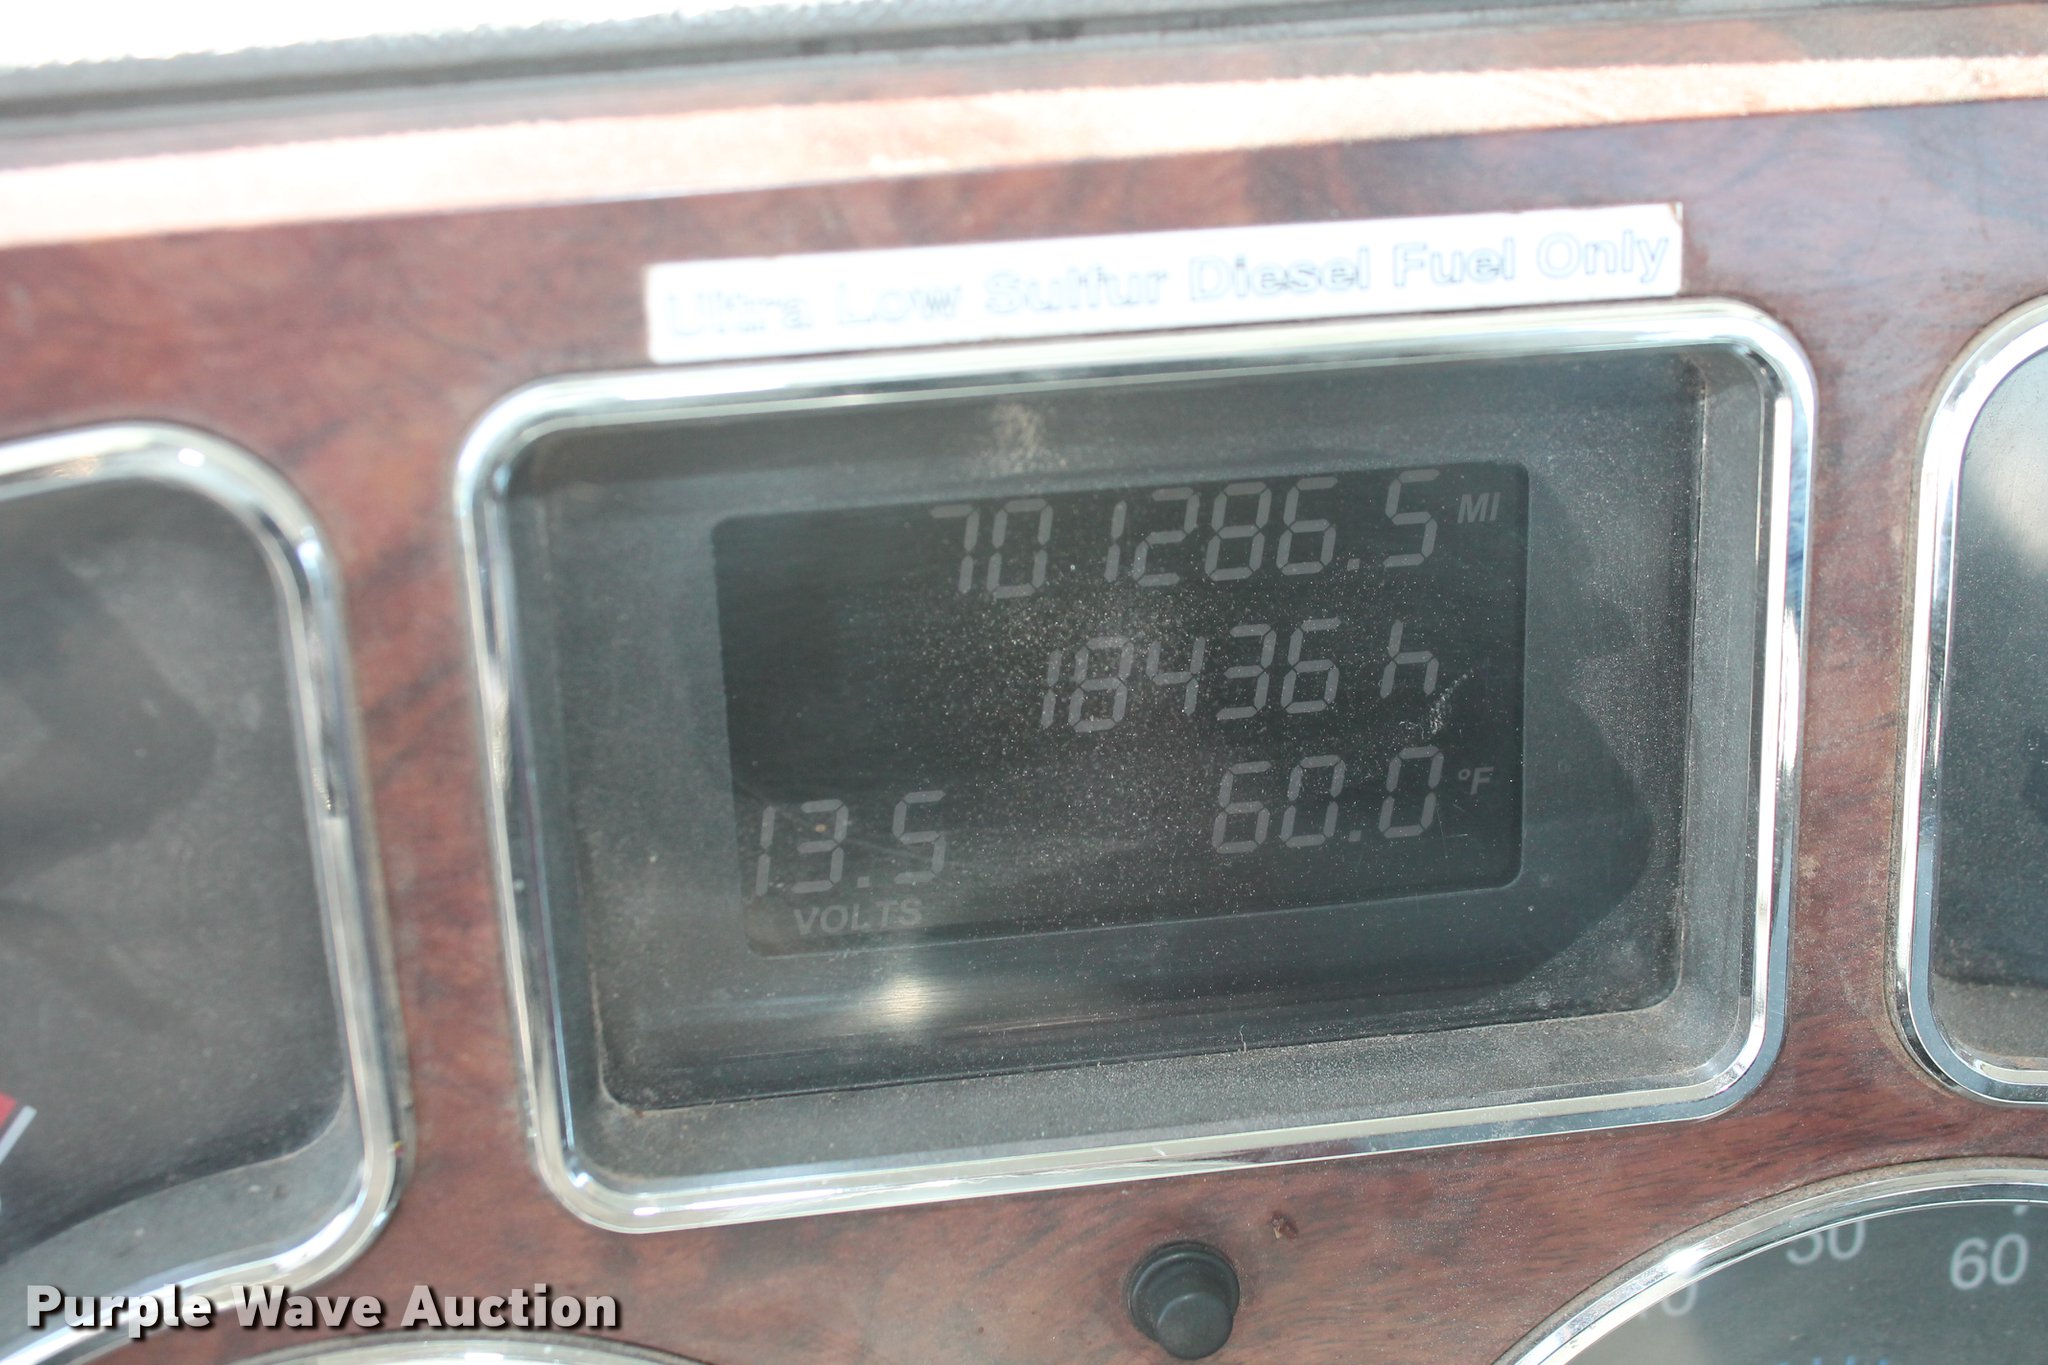 Ultra Low Sulfur Diesel Fuel Only
701286.5 MI
18436 h
13.5 60.0 °F
VOLTS
50
60
Purple Wave Auction